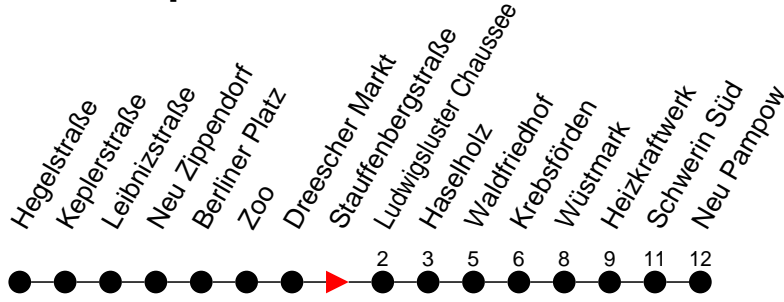 Hegelstraße
Keplerstraße
Leibnizstraße
Neu Zippendorf
Berliner Platz
Zoo
Dreescher Markt
Stauffenbergstraße
Ludwigsluster Chaussee
Haselholz
Waldfriedhof
Krebsförden
Wüstmark
Heizkraftwerk
Schwerin Süd
Neu Pampow
2 3 5 6 8 9 11 12